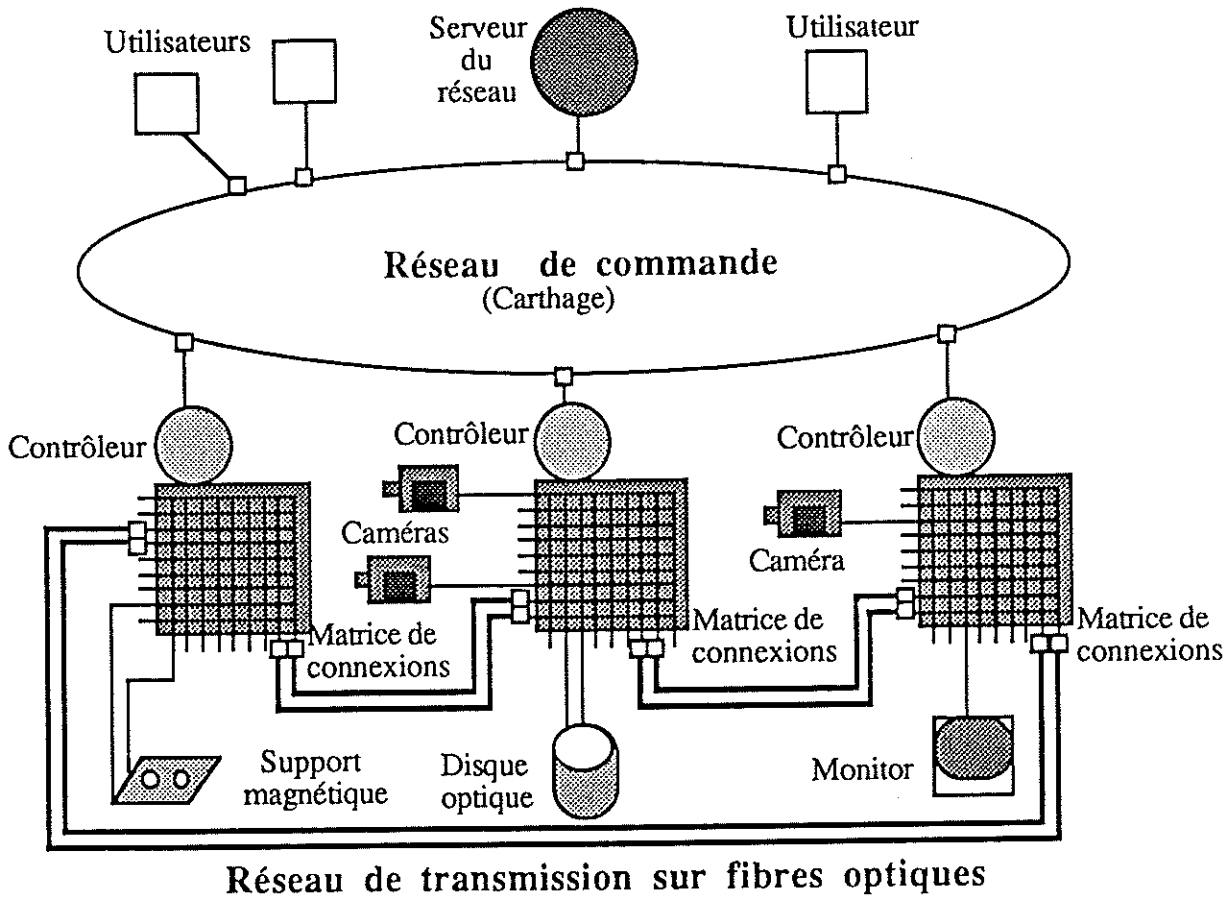 Utilisateurs
Serveur
du
réseau
Utilisateur
Réseau de commande
(Carthage)
Contrôleur
Contrôleur
Contrôleur
Caméras
Caméra
Matrice de
connexions
Matrice de
connexions
Matrice de
connexions
Support
magnétique
Disque
optique
Monitor
Réseau de transmission sur fibres optiques